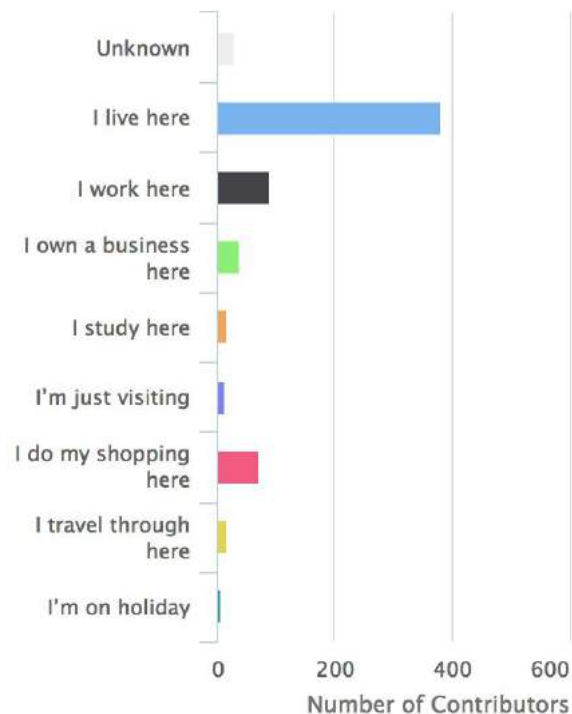 Unknown
I live here
I work here
I own a business
here
I study here
I'm just visiting
I do my shopping
here
I travel through
here
I'm on holiday
0 200 400 600
Number of Contributors